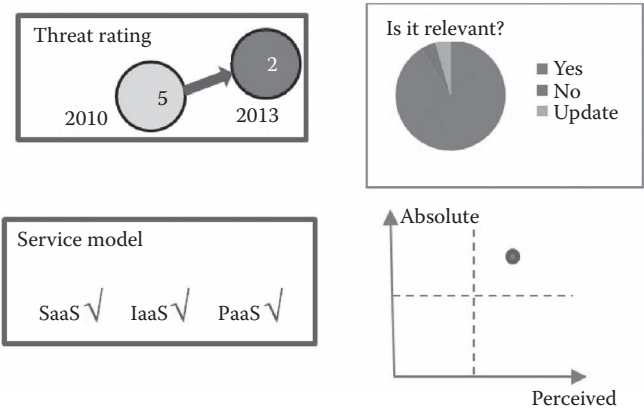 Threat rating
5
2
2010
2013
Is it relevant?
Yes
No
Update
Service model
SaaS √ IaaS √ PaaS √
Absolute
Perceived